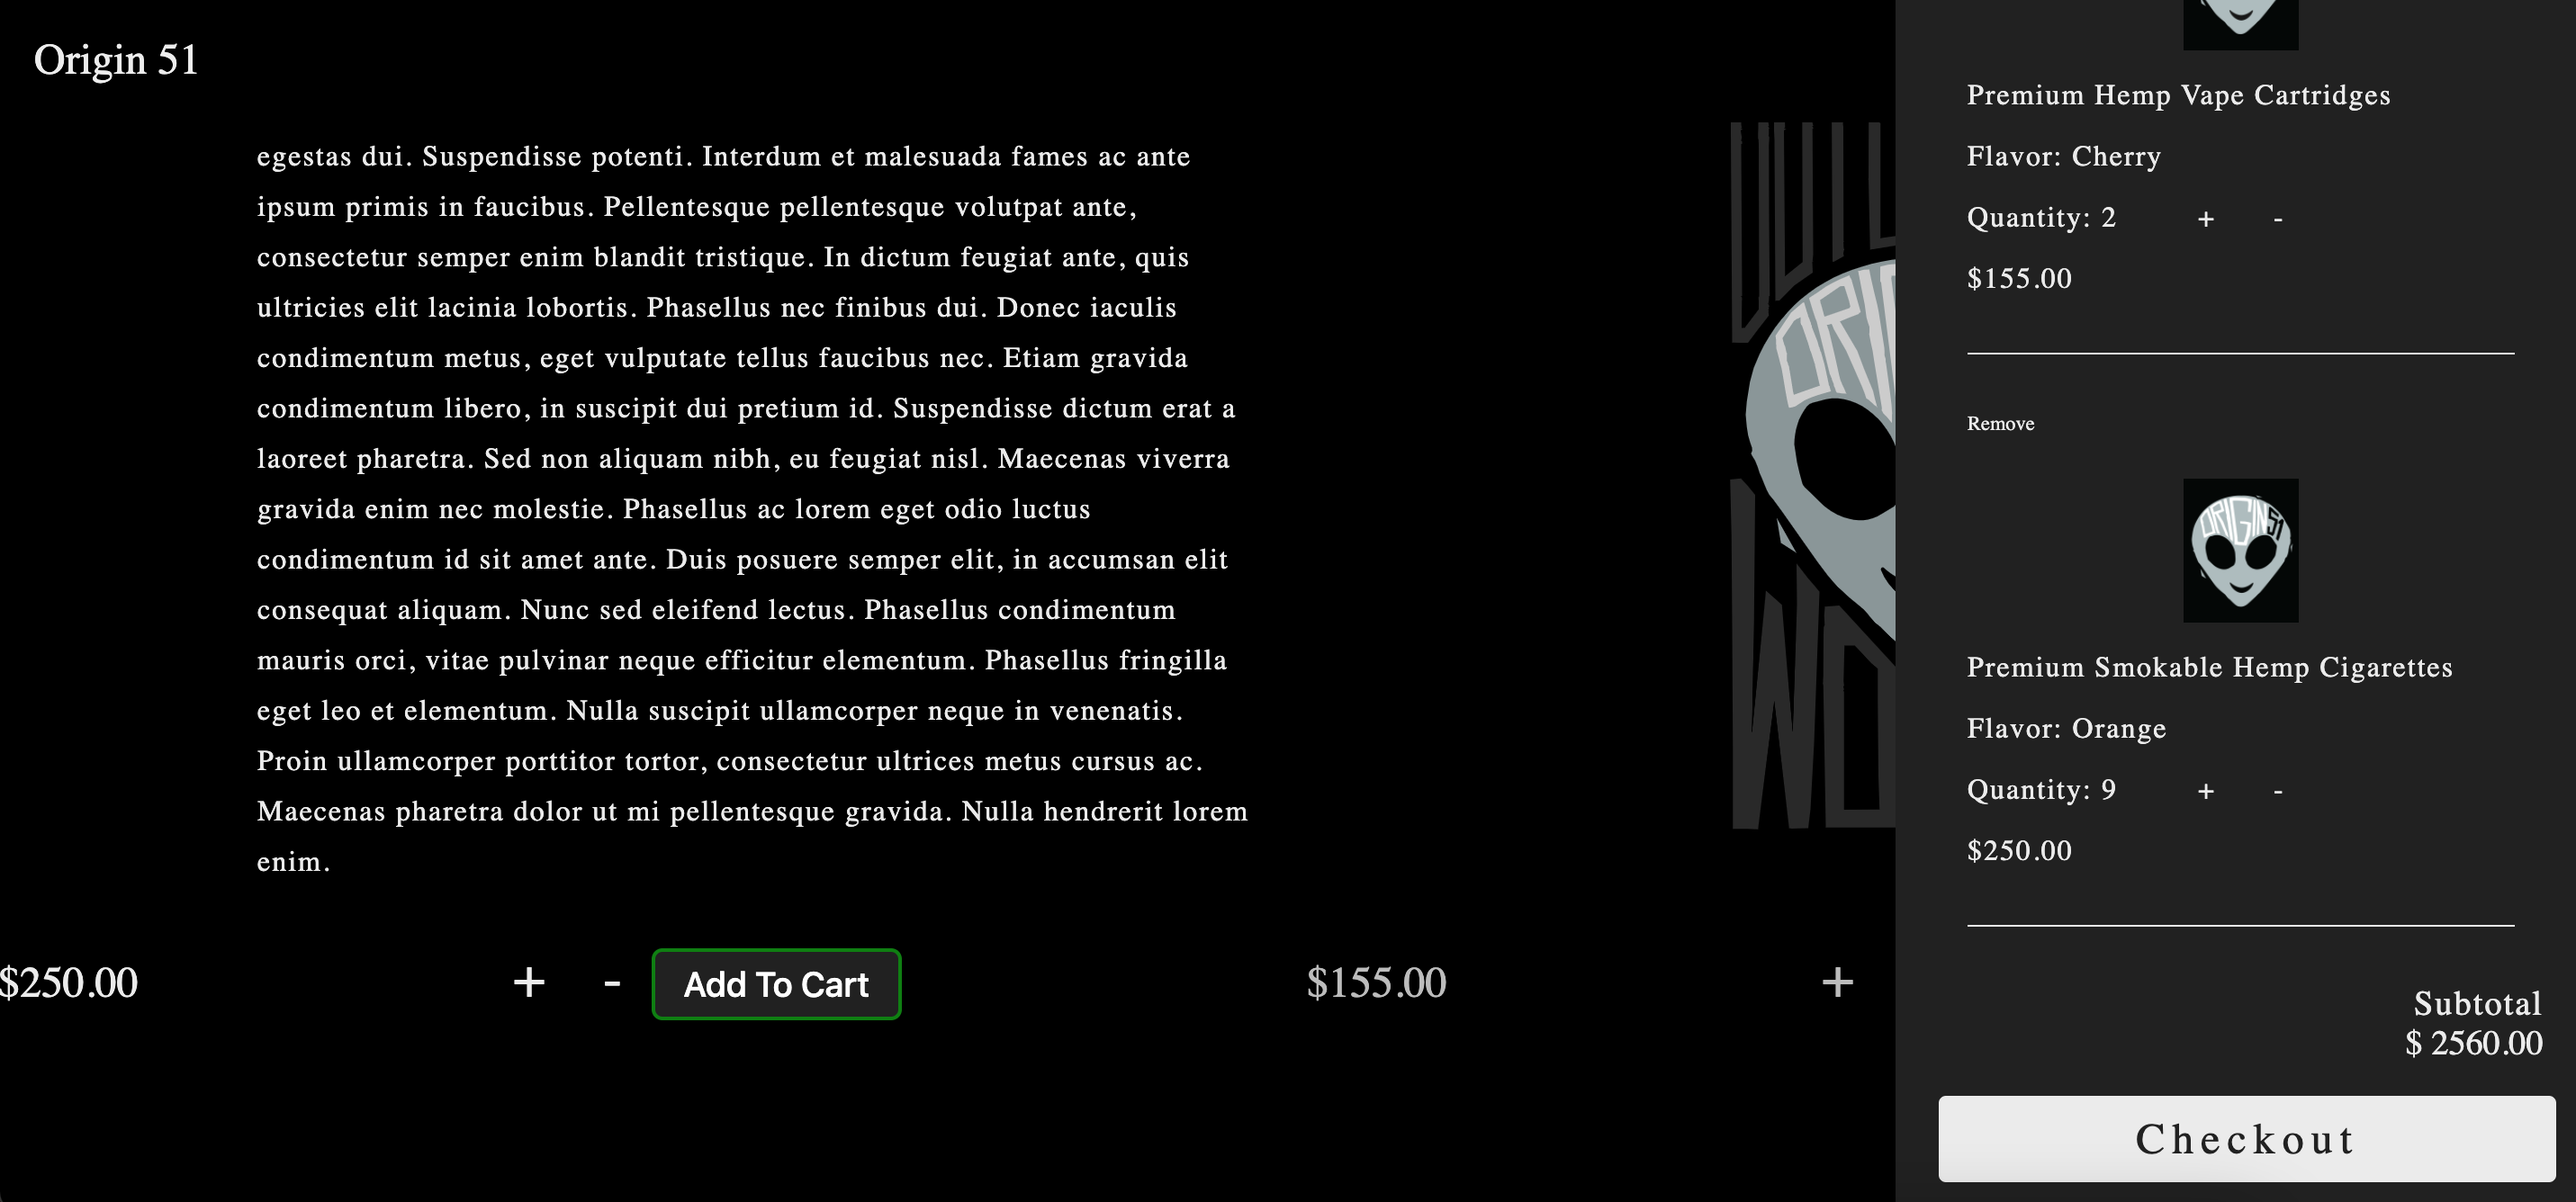 Origin 51
egestas dui. Suspendisse potenti. Interdum et malesuada fames ac ante
ipsum primis in faucibus. Pellentesque pellentesque volutpat ante,
consectetur semper enim blandit tristique. In dictum feugiat ante, quis
ultricies elit lacinia lobortis. Phasellus nec finibus dui. Donec iaculis
condimentum metus, eget vulputate tellus faucibus nec. Etiam gravida
condimentum libero, in suscipit dui pretium id. Suspendisse dictum erat a
laoreet pharetra. Sed non aliquam nibh, eu feugiat nisl. Maecenas viverra
gravida enim nec molestie. Phasellus ac lorem eget odio luctus
condimentum id sit amet ante. Duis posuere semper elit, in accumsan elit
consequat aliquam. Nunc sed eleifend lectus. Phasellus condimentum
mauris orci, vitae pulvinar neque efficitur elementum. Phasellus fringilla
eget leo et elementum. Nulla suscipit ullamcorper neque in venenatis.
Proin ullamcorper porttitor tortor, consectetur ultrices metus cursus ac.
Maecenas pharetra dolor ut mi pellentesque gravida. Nulla hendrerit lorem
enim.
$250.00 + - Add To Cart
$155.00 +
ORI
WO
Premium Hemp Vape Cartridges
Flavor: Cherry
Quantity: 2 + -
$155.00
Remove
ORIGIN 51
Premium Smokable Hemp Cigarettes
Flavor: Orange
Quantity: 9 + -
$250.00
Subtotal
$ 2560.00
Checkout